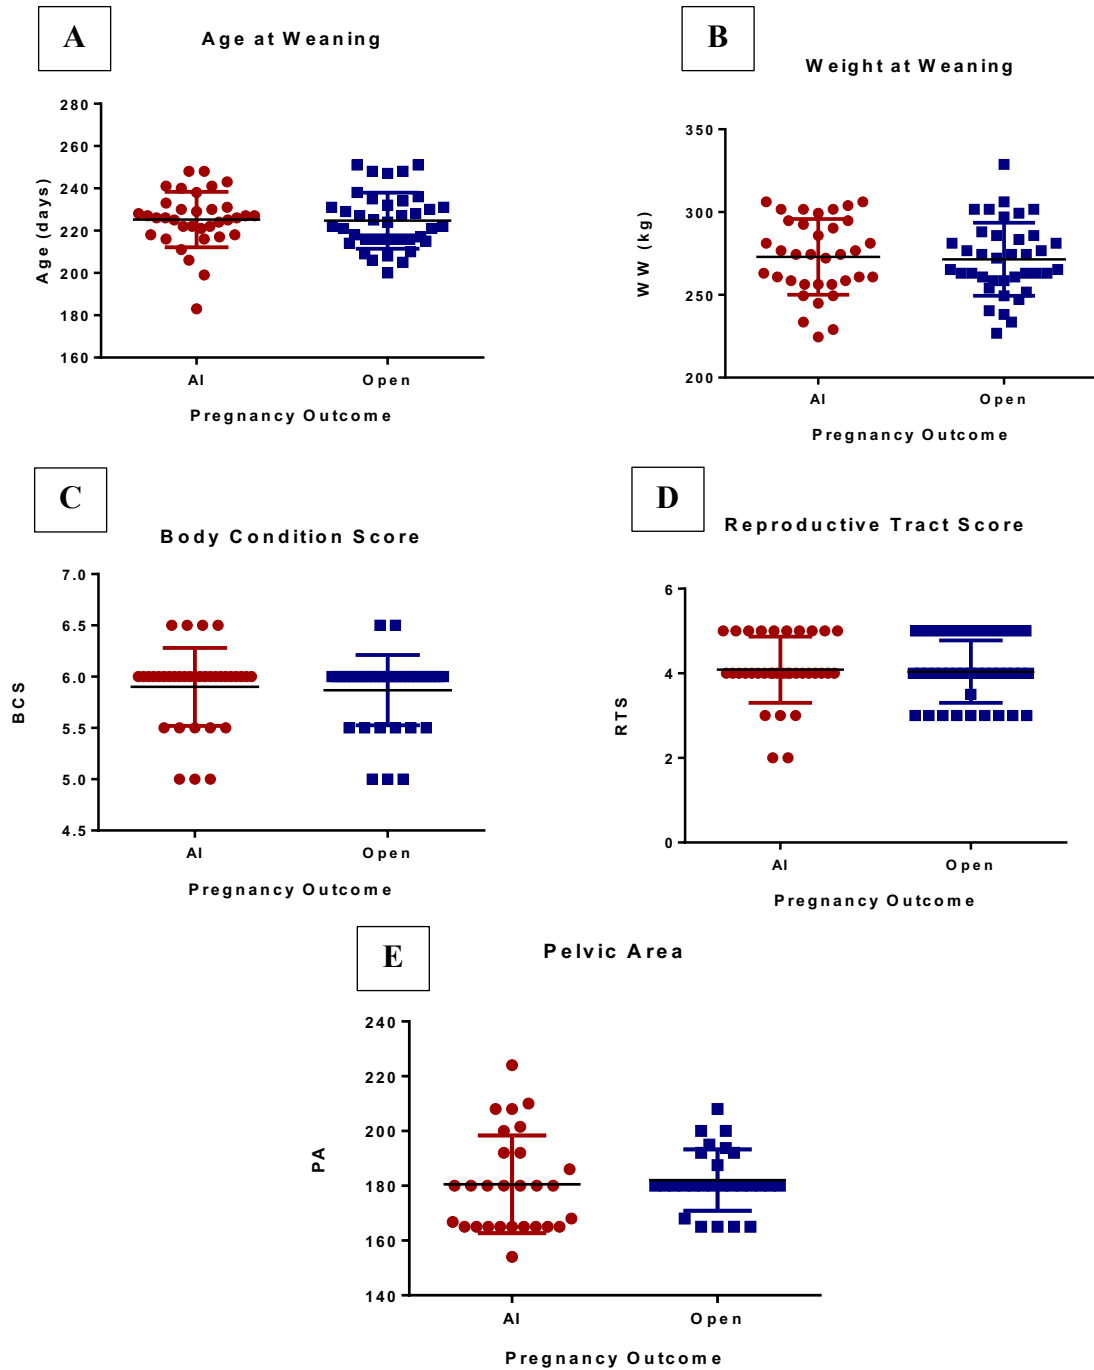 A
Age at Weaning
280
260
240
220
200
180
160
Age (days)
AI
Open
Pregnancy Outcome
B
Weight at Weaning
350
300
250
200
WW (kg)
AI
Open
Pregnancy Outcome
C
Body Condition Score
7.0
6.5
6.0
5.5
5.0
4.5
BCS
AI
Open
Pregnancy Outcome
D
Reproductive Tract Score
6
4
2
0
RTS
AI
Open
Pregnancy Outcome
E
Pelvic Area
240
220
200
180
160
140
PA
AI
Open
Pregnancy Outcome